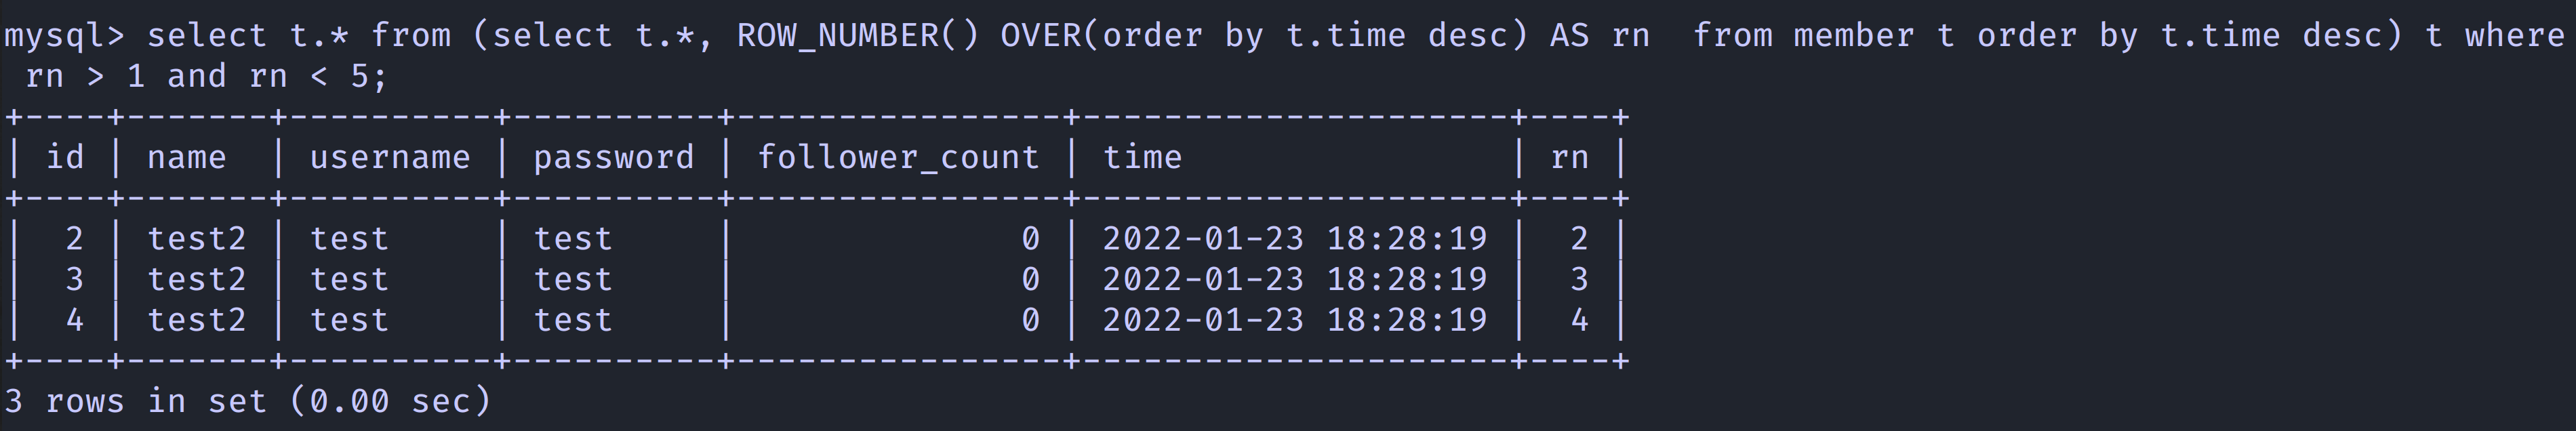 mysql> select t.* from (select t.*, ROW_NUMBER() OVER(order by t.time desc) AS rn  from member t order by t.time desc) t where
 rn > 1 and rn < 5;
+----+-------+----------+----------+----------------+---------------------+----+
| id | name  | username | password | follower_count | time                | rn |
+----+-------+----------+----------+----------------+---------------------+----+
|  2 | test2 | test     | test     |              0 | 2022-01-23 18:28:19 |  2 |
|  3 | test2 | test     | test     |              0 | 2022-01-23 18:28:19 |  3 |
|  4 | test2 | test     | test     |              0 | 2022-01-23 18:28:19 |  4 |
+----+-------+----------+----------+----------------+---------------------+----+
3 rows in set (0.00 sec)